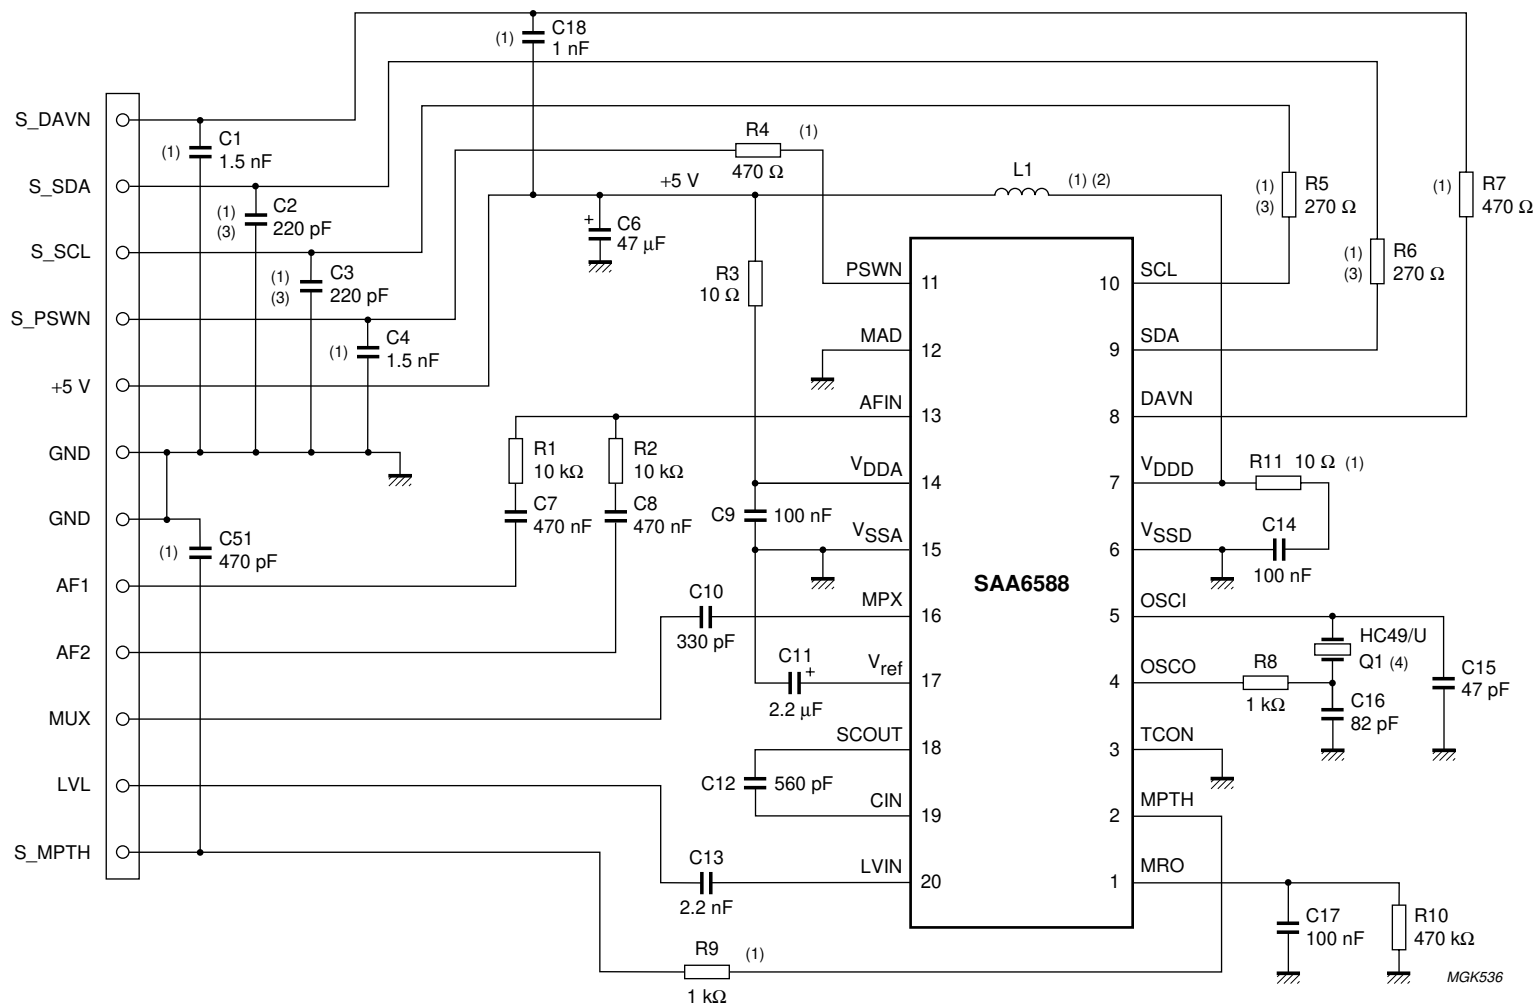 C18
(1)
1 nF
S_DAVN
C1
(1)
1.5 nF
R4
(1)
470 Ω
S_SDA
C2
(1)
(3)
220 pF
+5 V
L1
(1) (2)
R5
(1)
(3)
270 Ω
R7
(1)
470 Ω
C6
+
47 µF
S_SCL
C3
(1)
(3)
220 pF
R3
10 Ω
PSWN
11
10
SCL
R6
(1)
(3)
270 Ω
S_PSWN
C4
(1)
1.5 nF
MAD
12
9
SDA
+5 V
AFIN
13
8
DAVN
GND
R1
10 kΩ
R2
10 kΩ
VDDA
14
7
VDDD
R11
10 Ω
(1)
GND
C7
470 nF
C8
470 nF
C9
100 nF
C51
(1)
470 pF
VSSA
15
6
VSSD
C14
100 nF
SAA6588
AF1
C10
330 pF
MPX
16
5
OSCI
AF2
C11
+
2.2 µF
Vref
17
4
OSCO
R8
1 kΩ
HC49/U
Q1 (4)
C15
47 pF
C16
82 pF
MUX
SCOUT
18
3
TCON
LVL
C12
560 pF
CIN
19
2
MPTH
S_MPTH
C13
2.2 nF
LVIN
20
1
MRO
C17
100 nF
R10
470 kΩ
R9
(1)
1 kΩ
MGK536